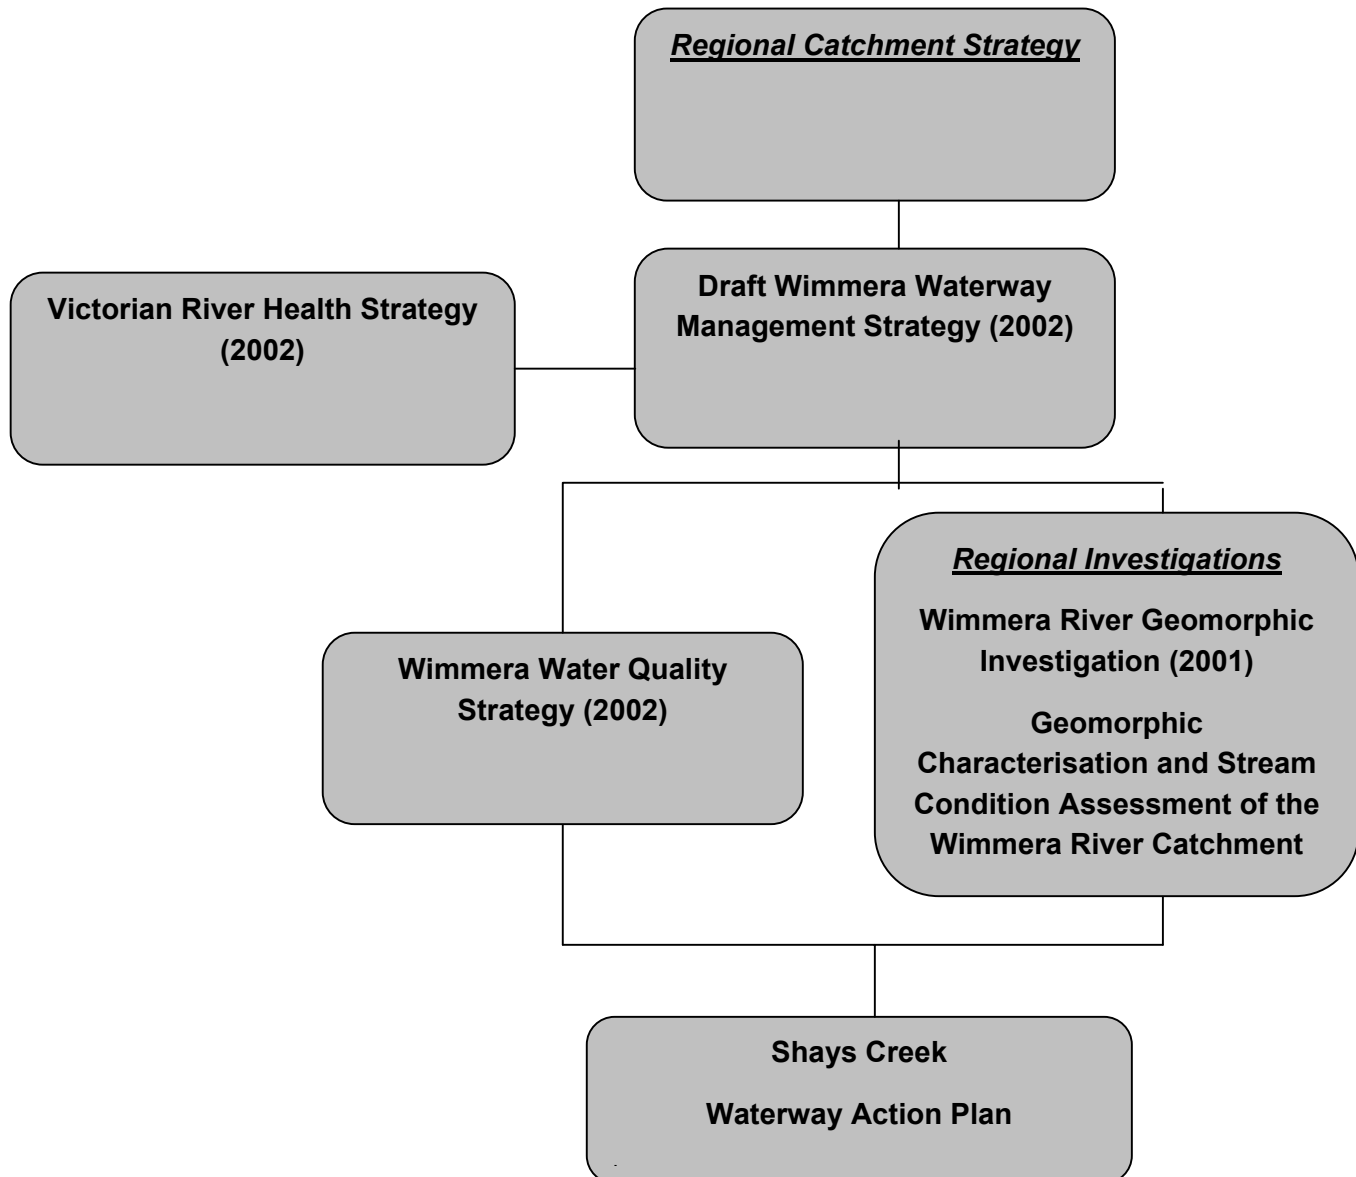 Regional Catchment Strategy
Victorian River Health Strategy
(2002)
Draft Wimmera Waterway
Management Strategy (2002)
Wimmera Water Quality
Strategy (2002)
Regional Investigations
Wimmera River Geomorphic
Investigation (2001)
Geomorphic
Characterisation and Stream
Condition Assessment of the
Wimmera River Catchment
Shays Creek
Waterway Action Plan